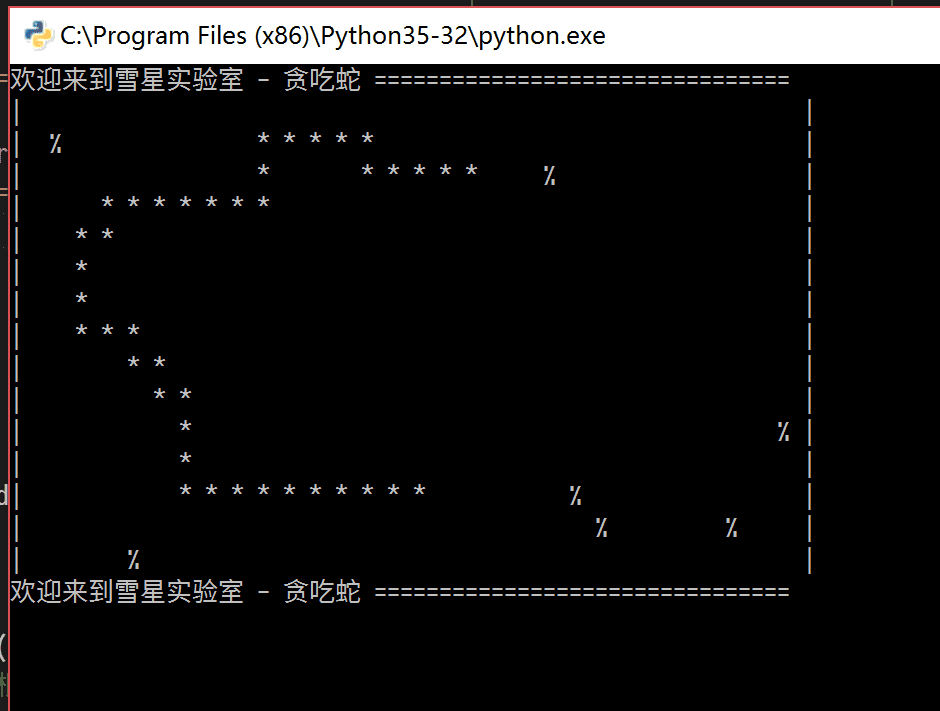 C:\Program Files (x86)\Python35-32\python.exe
欢迎来到雪星实验室 - 贪吃蛇 ================================
|                                                             |
|  %               * * * * *                                  |
|                  *       * * * * *     %                    |
|      * * * * * * *                                          |
|    * *                                                      |
|    *                                                        |
|    *                                                        |
|    * * *                                                    |
|        * *                                                  |
|          * *                                                |
|            *                                              % |
|            *                                                |
|            * * * * * * * * * *           %                  |
|                                            %         %      |
|        %                                                    |
欢迎来到雪星实验室 - 贪吃蛇 ================================